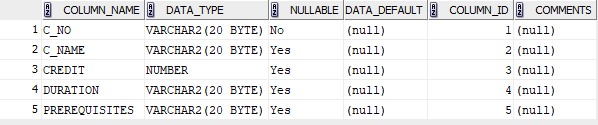 COLUMN_NAME DATA_TYPE NULLABLE DATA_DEFAULT COLUMN_ID COMMENTS
1 C_NO VARCHAR2(20 BYTE) No (null) 1 (null)
2 C_NAME VARCHAR2(20 BYTE) Yes (null) 2 (null)
3 CREDIT NUMBER Yes (null) 3 (null)
4 DURATION VARCHAR2(20 BYTE) Yes (null) 4 (null)
5 PREREQUISITES VARCHAR2(20 BYTE) Yes (null) 5 (null)